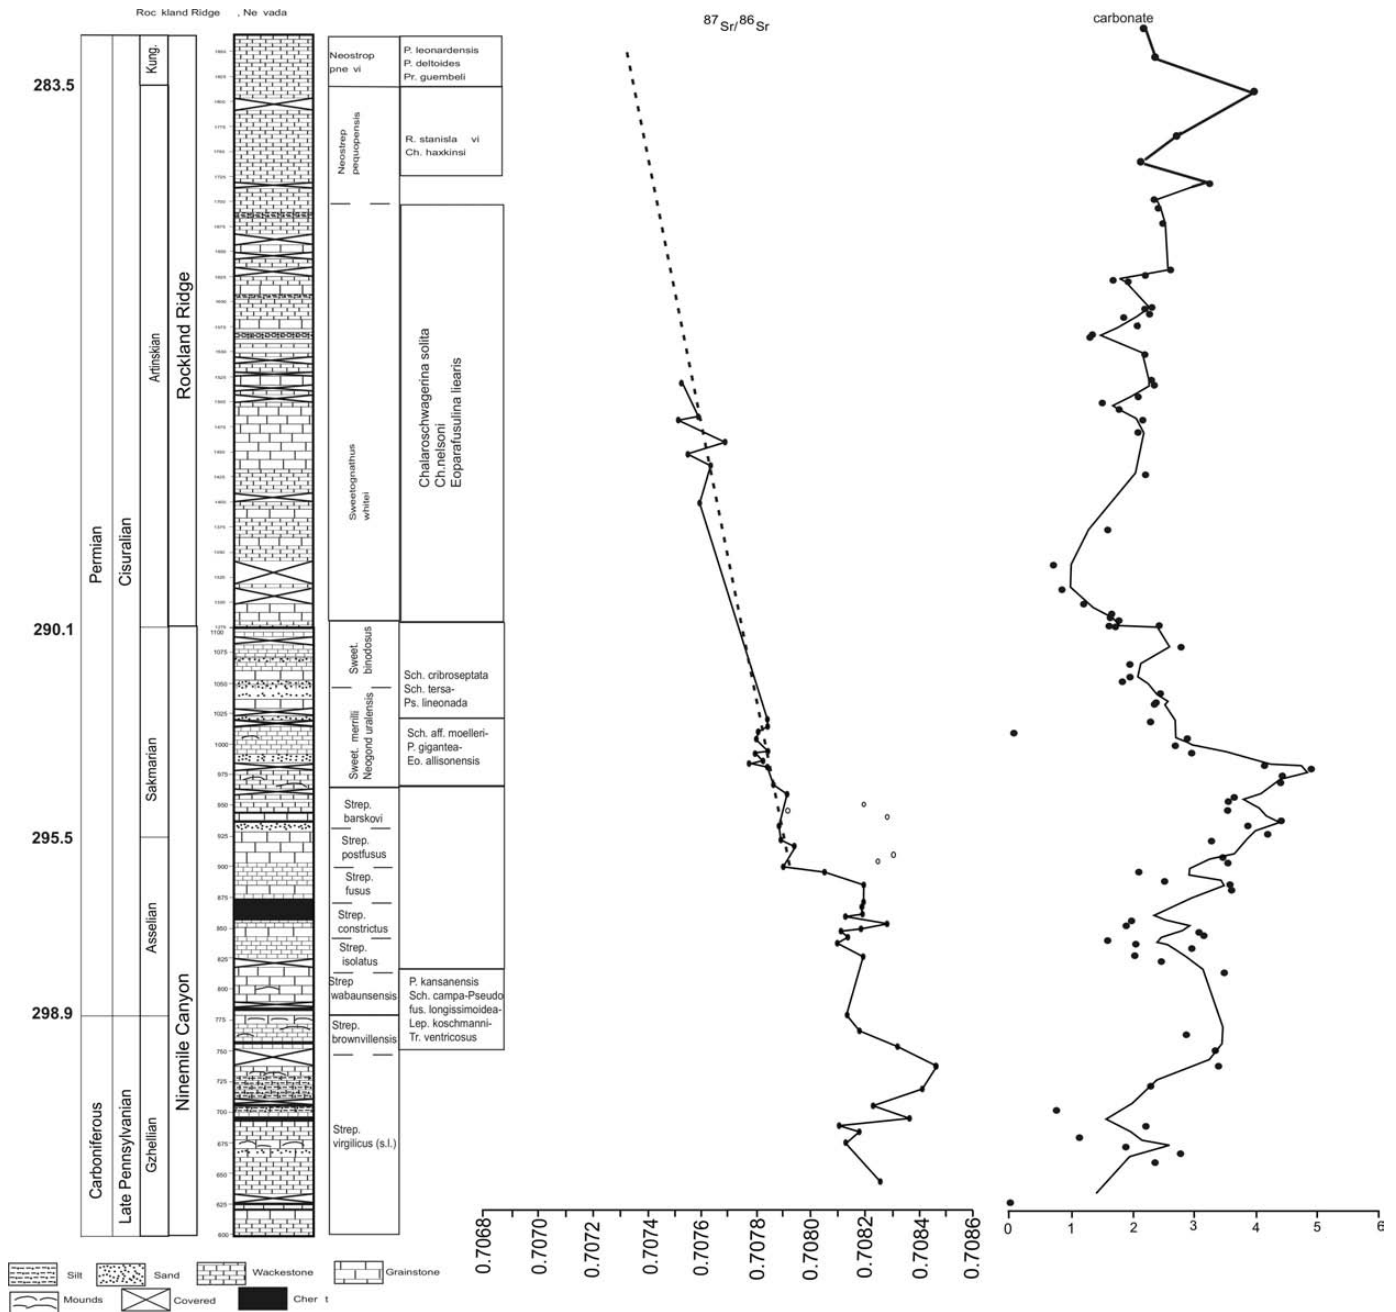 Roc kland Ridge , Ne vada
87Sr/86Sr
carbonate
283.5
290.1
295.5
298.9
Permian
Carboniferous
Cisuralian
Late Pennsylvanian
Kung.
Artinskian
Sakmarian
Asselian
Gzhellian
Rockland Ridge
Ninemile Canyon
1100
1075
1050
1025
1000
975
950
925
900
875
850
825
800
775
750
725
700
675
650
625
600
Neostrop
pne vi
Neostrep
pequopensis
Sweetognathus
whitei
Sweet.
binodosus
Sweet. merrilli
Neogond uralensis
Strep.
barskovi
Strep.
postfusus
Strep.
fusus
Strep.
constrictus
Strep.
isolatus
Strep
wabaunsensis
Strep.
brownvillensis
Strep.
virgilicus (s.l.)
P. leonardensis
P. deltoides
Pr. guembeli
R. stanisla vi
Ch. haxkinsi
Chalaroschwagerina solita
Ch.nelsoni
Eoparafusulina liearis
Sch. cribroseptata
Sch. tersa-
Ps. lineonada
Sch. aff. moelleri-
P. gigantea-
Eo. allisonensis
P. kansanensis
Sch. campa-Pseudo
fus. longissimoidea-
Lep. koschmanni-
Tr. ventricosus
0.7068
0.7070
0.7072
0.7074
0.7076
0.7078
0.7080
0.7082
0.7084
0.7086
0
1
2
3
4
5
6
Silt
Sand
Wackestone
Grainstone
Mounds
Covered
Cher t